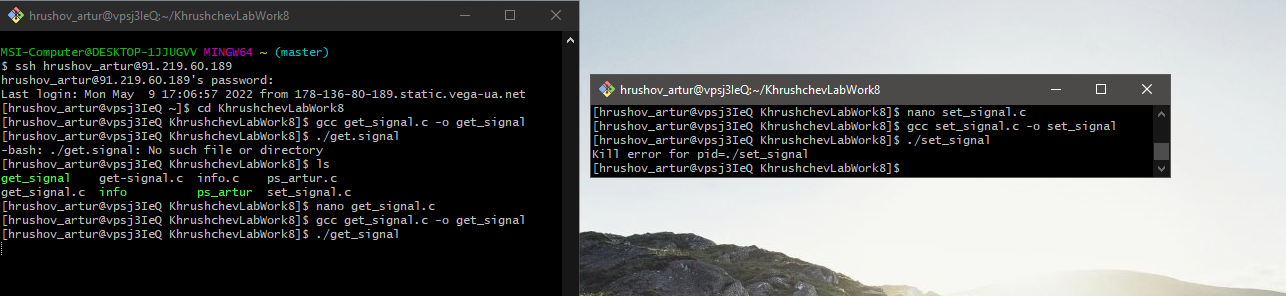 hrushov_artur@vpsj3IeQ:~/KhrushchevLabWork8
MSI-Computer@DESKTOP-1JJUGVV MINGW64 ~ (master)
$ ssh hrushov_artur@91.219.60.189
hrushov_artur@91.219.60.189's password:
Last login: Mon May  9 17:06:57 2022 from 178-136-80-189.static.vega-ua.net
[hrushov_artur@vpsj3IeQ ~]$ cd KhrushchevLabWork8
[hrushov_artur@vpsj3IeQ KhrushchevLabWork8]$ gcc get_signal.c -o get_signal
[hrushov_artur@vpsj3IeQ KhrushchevLabWork8]$ ./get.signal
-bash: ./get.signal: No such file or directory
[hrushov_artur@vpsj3IeQ KhrushchevLabWork8]$ ls
get_signal    get-signal.c  info.c    ps_artur.c
get_signal.c  info          ps_artur  set_signal.c
[hrushov_artur@vpsj3IeQ KhrushchevLabWork8]$ nano get_signal.c
[hrushov_artur@vpsj3IeQ KhrushchevLabWork8]$ gcc get_signal.c -o get_signal
[hrushov_artur@vpsj3IeQ KhrushchevLabWork8]$ ./get_signal
hrushov_artur@vpsj3IeQ:~/KhrushchevLabWork8
[hrushov_artur@vpsj3IeQ KhrushchevLabWork8]$ nano set_signal.c
[hrushov_artur@vpsj3IeQ KhrushchevLabWork8]$ gcc set_signal.c -o set_signal
[hrushov_artur@vpsj3IeQ KhrushchevLabWork8]$ ./set_signal
Kill error for pid=./set_signal
[hrushov_artur@vpsj3IeQ KhrushchevLabWork8]$